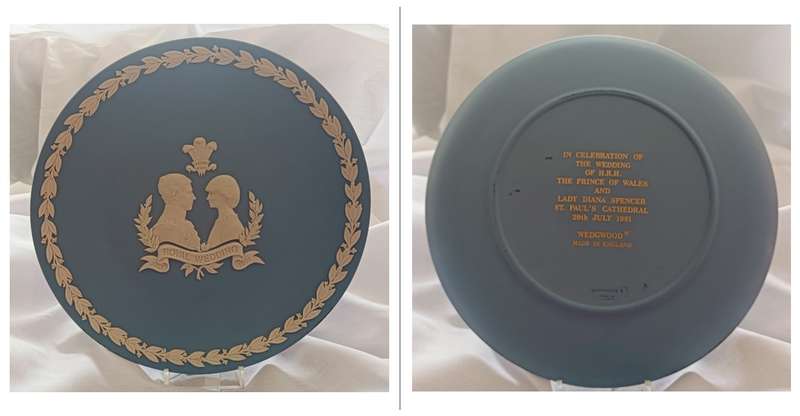 ROYAL WEDDING
IN CELEBRATION OF
THE WEDDING
OF H.R.H.
THE PRINCE OF WALES
AND
LADY DIANA SPENCER
ST. PAUL'S CATHEDRAL
29th JULY 1981
WEDGWOOD®
MADE IN ENGLAND